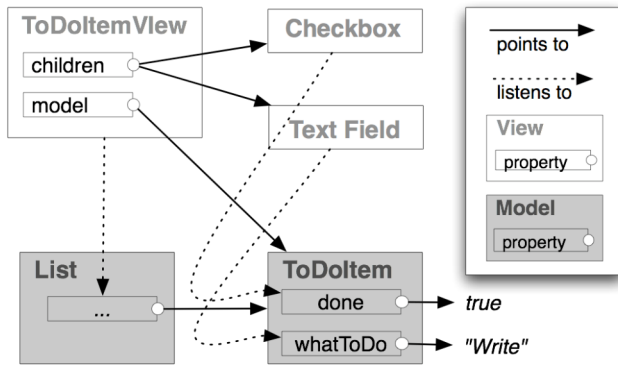 ToDoItemVIew
children
model
Checkbox
Text Field
points to
listens to
View
property
Model
property
List
...
ToDoItem
done
whatToDo
true
"Write"